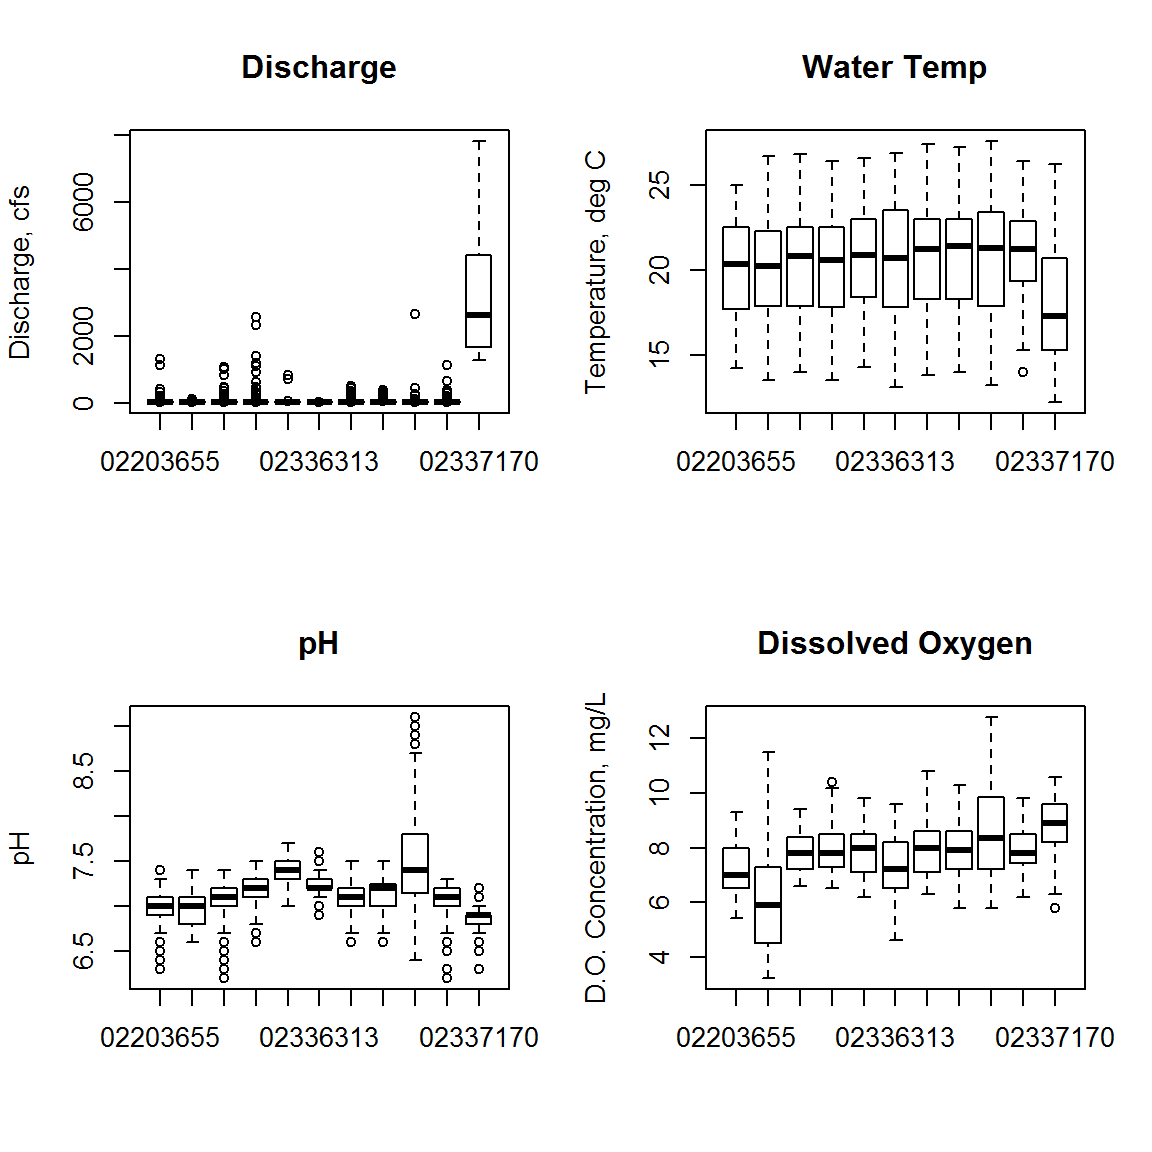 Discharge
Discharge, cfs
6000
2000
0
02203655 02336313 02337170
Water Temp
Temperature, deg C
25
20
15
02203655 02336313 02337170
pH
pH
8.5
7.5
6.5
02203655 02336313 02337170
Dissolved Oxygen
D.O. Concentration, mg/L
12
10
8
6
4
02203655 02336313 02337170